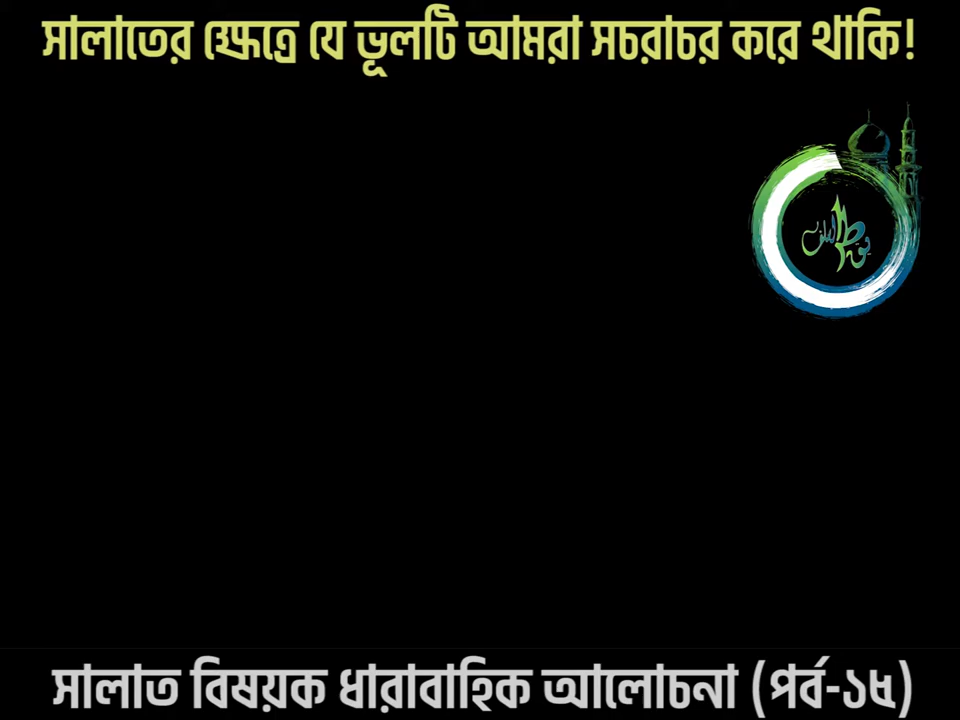 সালাতের ক্ষেত্রে যে ভূলটি আমরা সচরাচর করে থাকি!
সালাত বিষয়ক ধারাবাহিক আলোচনা (পর্ব-১৫)